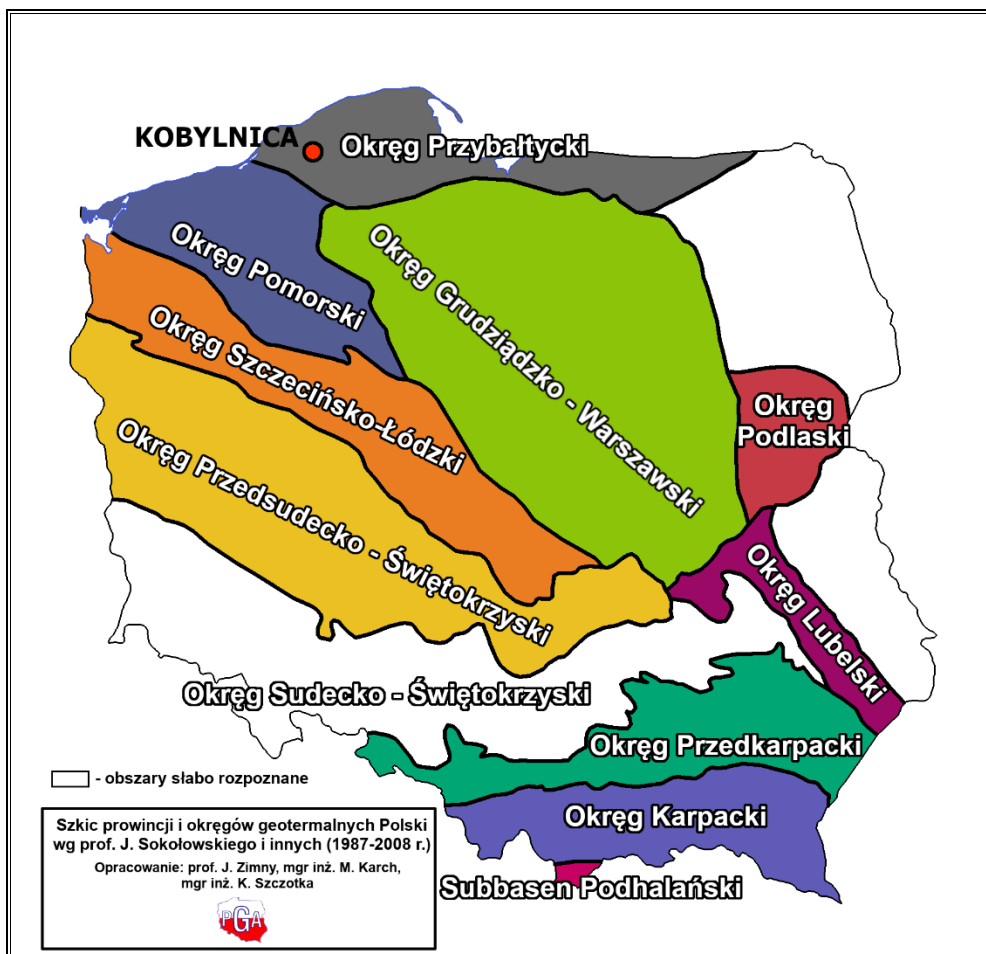 KOBYLNICA
Okręg Przybałtycki
Okręg Pomorski
Okręg Grudziądzko - Warszawski
Okręg Szczecińsko-Łódzki
Okręg
Podlaski
Okręg Przedsudecko - Świętokrzyski
Okręg Lubelski
Okręg Sudecko - Świętokrzyski
Okręg Przedkarpacki
Okręg Karpacki
Subbasen Podhalański
- obszary słabo rozpoznane
Szkic prowincji i okręgów geotermalnych Polski
wg prof. J. Sokołowskiego i innych (1987-2008 r.)
Opracowanie: prof. J. Zimny, mgr inż. M. Karch,
mgr inż. K. Szczotka
PGA